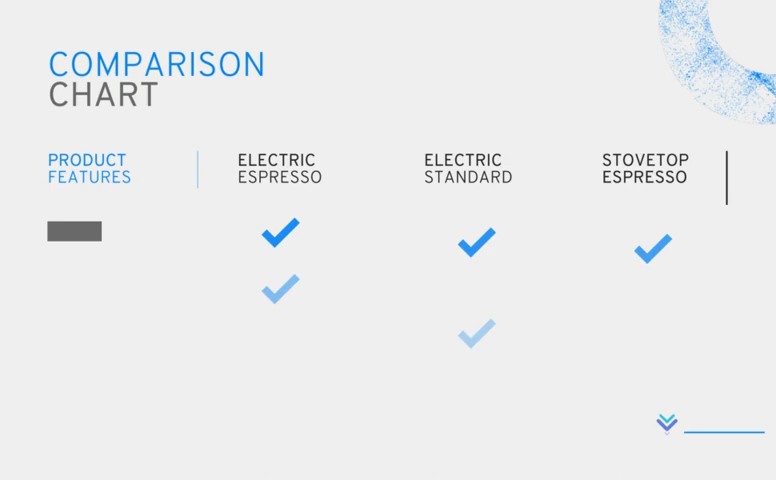 COMPARISON
CHART
PRODUCT
FEATURES
ELECTRIC
ESPRESSO
ELECTRIC
STANDARD
STOVETOP
ESPRESSO